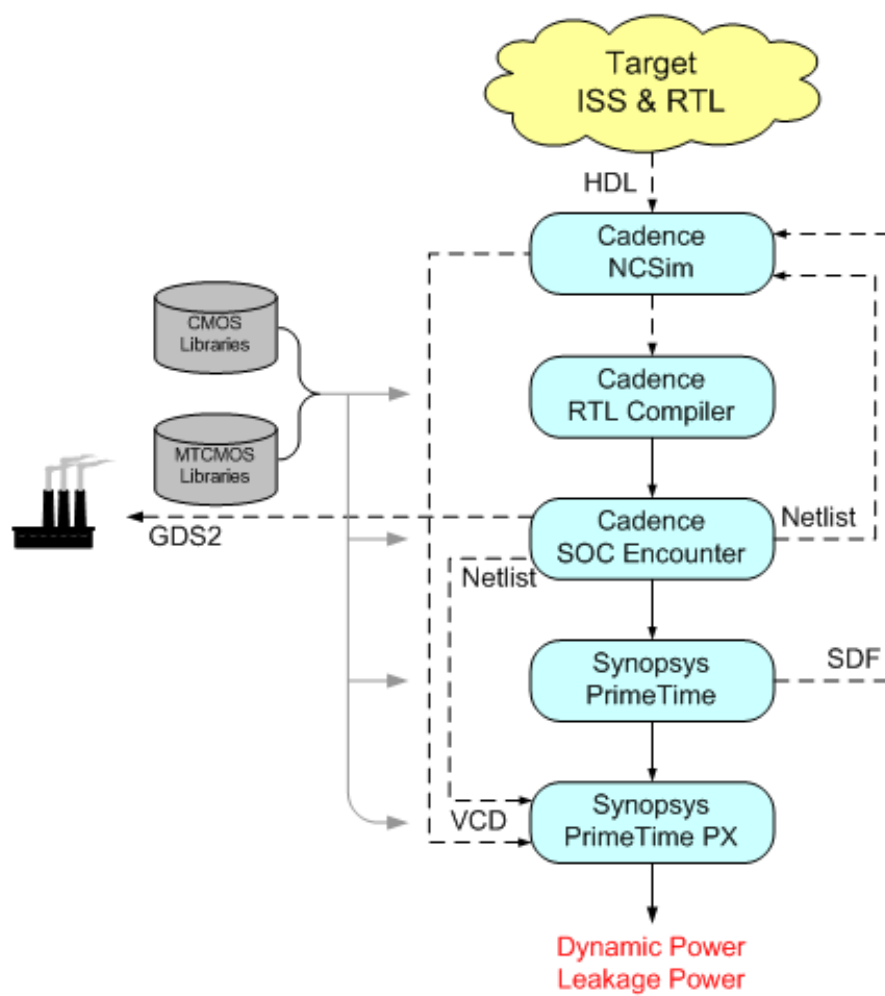 Target
ISS & RTL
HDL
Cadence
NCSim
CMOS
Libraries
Cadence
RTL Compiler
MTCMOS
Libraries
GDS2
Cadence
SOC Encounter
Netlist
Netlist
Synopsys
PrimeTime
SDF
Synopsys
PrimeTime PX
VCD
Dynamic Power
Leakage Power